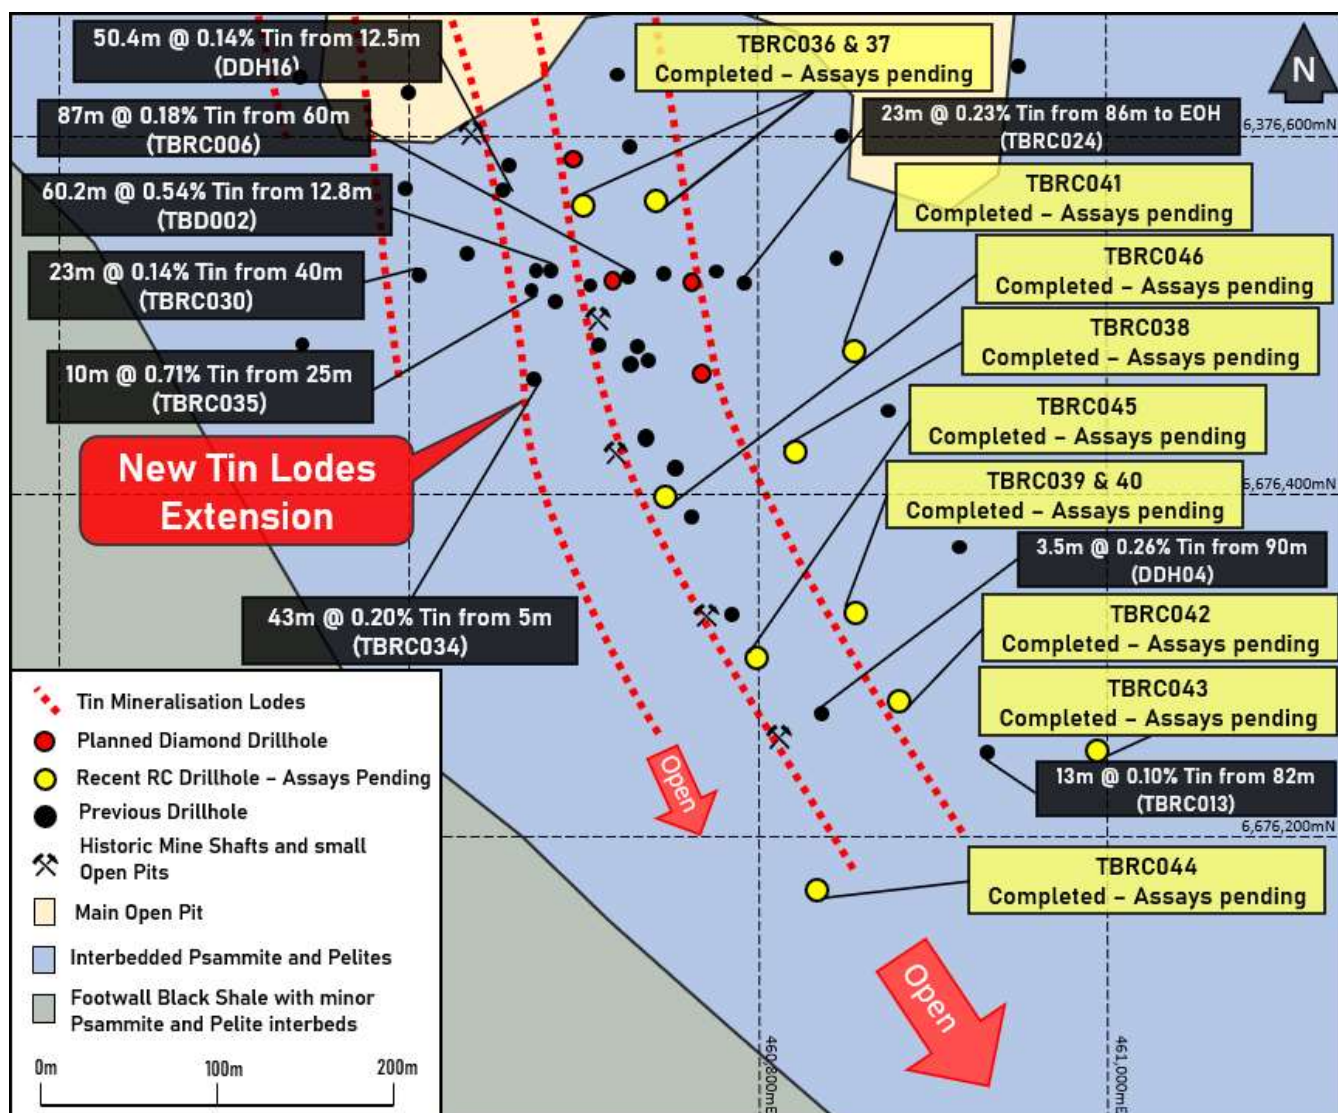 50.4m @ 0.14% Tin from 12.5m
(DDH16)
TBRC036 & 37
Completed – Assays pending
N
87m @ 0.18% Tin from 60m
(TBRC006)
23m @ 0.23% Tin from 86m to EOH
(TBRC024)
6,376,600mN
60.2m @ 0.54% Tin from 12.8m
(TBD002)
TBRC041
Completed – Assays pending
23m @ 0.14% Tin from 40m
(TBRC030)
TBRC046
Completed – Assays pending
TBRC038
Completed – Assays pending
10m @ 0.71% Tin from 25m
(TBRC035)
TBRC045
Completed – Assays pending
New Tin Lodes
Extension
TBRC039 & 40
Completed – Assays pending
6,676,400mN
3.5m @ 0.26% Tin from 90m
(DDH04)
43m @ 0.20% Tin from 5m
(TBRC034)
TBRC042
Completed – Assays pending
TBRC043
Completed – Assays pending
13m @ 0.10% Tin from 82m
(TBRC013)
Open
6,676,200mN
TBRC044
Completed – Assays pending
Open
460,800mE
461,000mE
Tin Mineralisation Lodes
Planned Diamond Drillhole
Recent RC Drillhole – Assays Pending
Previous Drillhole
Historic Mine Shafts and small
Open Pits
Main Open Pit
Interbedded Psammite and Pelites
Footwall Black Shale with minor
Psammite and Pelite interbeds
0m
100m
200m